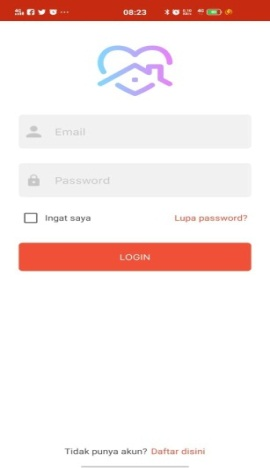 08:23
Email
Password
Ingat saya
Lupa password?
LOGIN
Tidak punya akun? Daftar disini